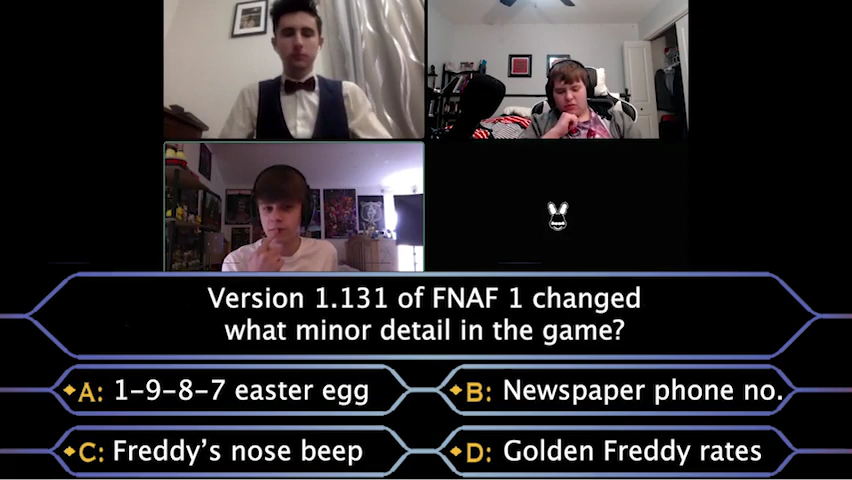 Version 1.131 of FNAF 1 changed
what minor detail in the game?
A: 1-9-8-7 easter egg
B: Newspaper phone no.
C: Freddy's nose beep
D: Golden Freddy rates